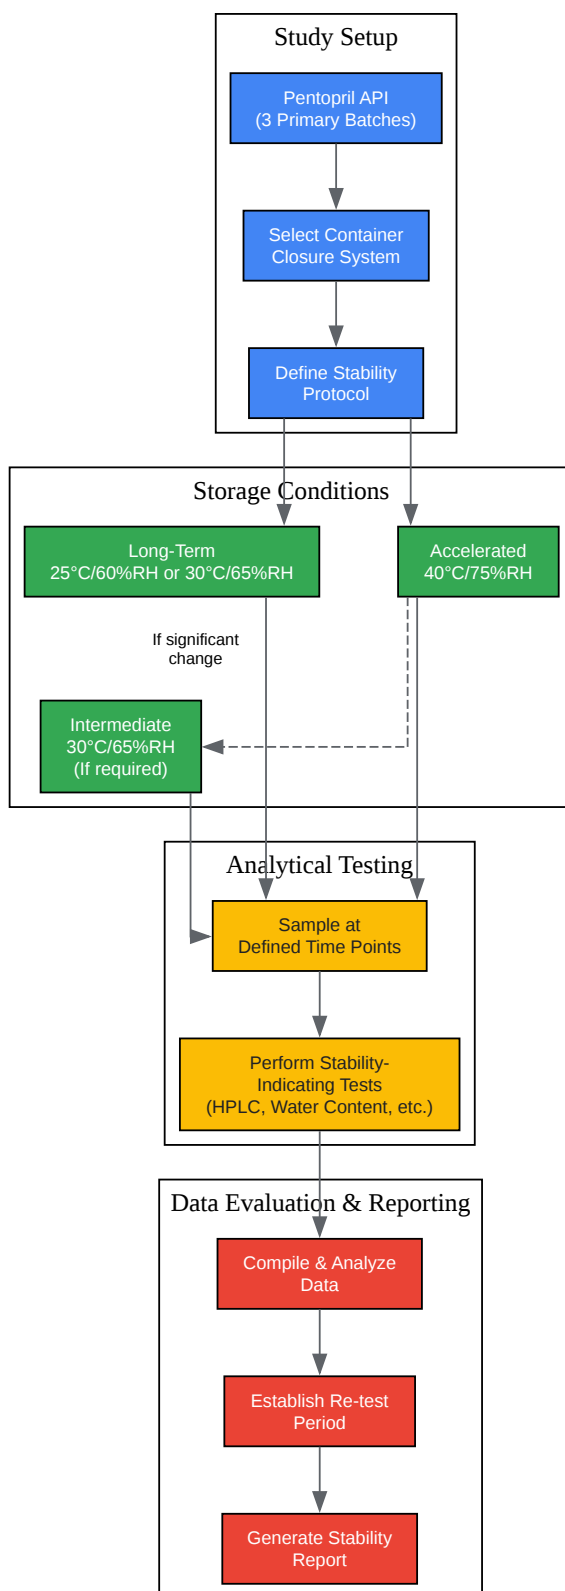 Study Setup
Pentopril API
(3 Primary Batches)
Select Container
Closure System
Define Stability
Protocol
Storage Conditions
Long-Term
25°C/60%RH or 30°C/65%RH
Accelerated
40°C/75%RH
If significant
change
Intermediate
30°C/65%RH
(If required)
Analytical Testing
Sample at
Defined Time Points
Perform Stability-
Indicating Tests
(HPLC, Water Content, etc.)
Data Evaluation & Reporting
Compile & Analyze
Data
Establish Re-test
Period
Generate Stability
Report